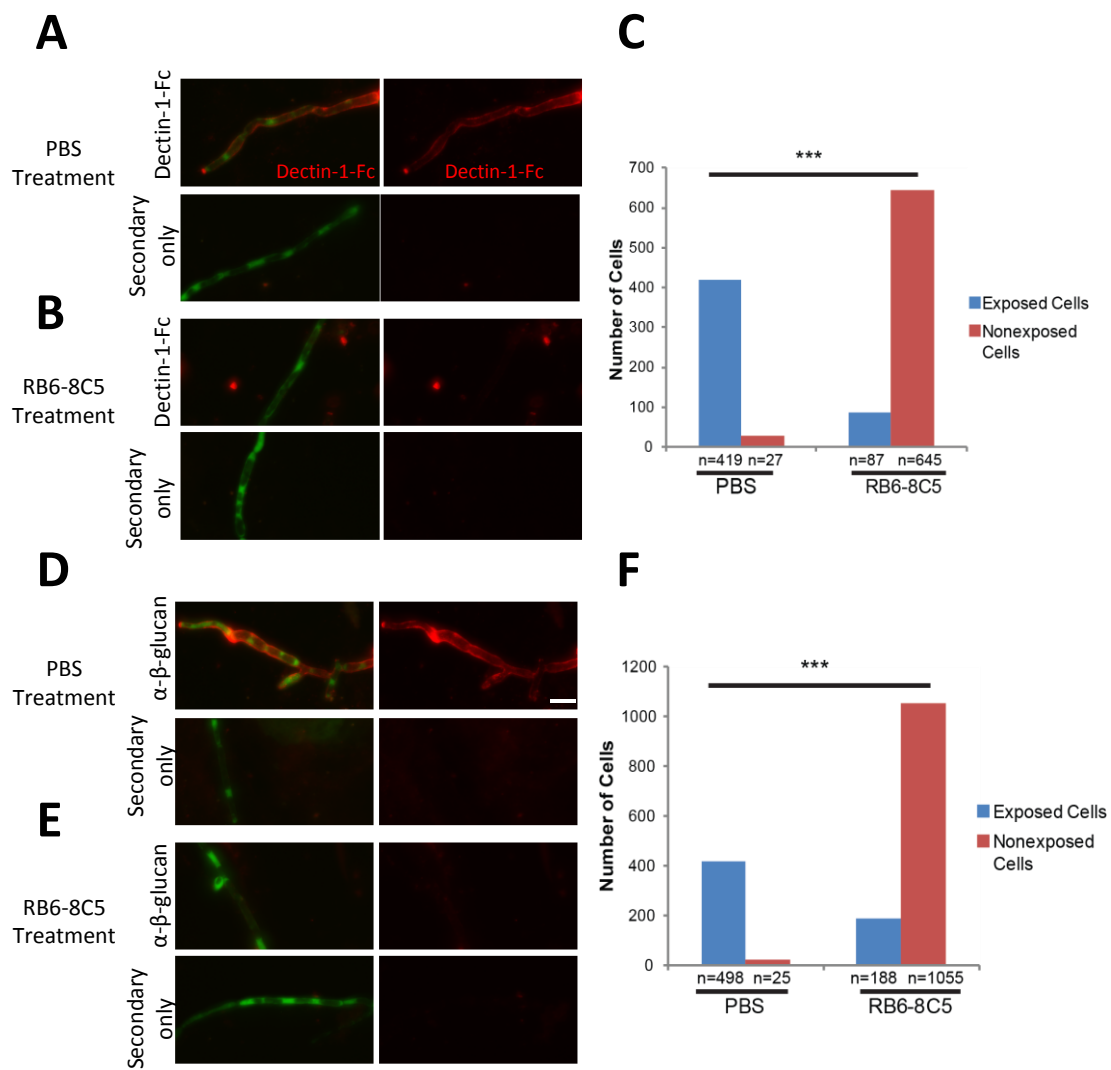 A
PBS
Treatment
Dectin-1-Fc
Dectin-1-Fc
Dectin-1-Fc
Secondary
only
B
RB6-8C5
Treatment
Dectin-1-Fc
Secondary
only
C
***
Number of Cells
700
600
500
400
300
200
100
0
n=419 n=27
n=87 n=645
PBS
RB6-8C5
Exposed Cells
Nonexposed
Cells
D
PBS
Treatment
α-β-glucan
Secondary
only
E
RB6-8C5
Treatment
α-β-glucan
Secondary
only
F
***
Number of Cells
1200
1000
800
600
400
200
0
n=498 n=25
n=188 n=1055
PBS
RB6-8C5
Exposed Cells
Nonexposed
Cells